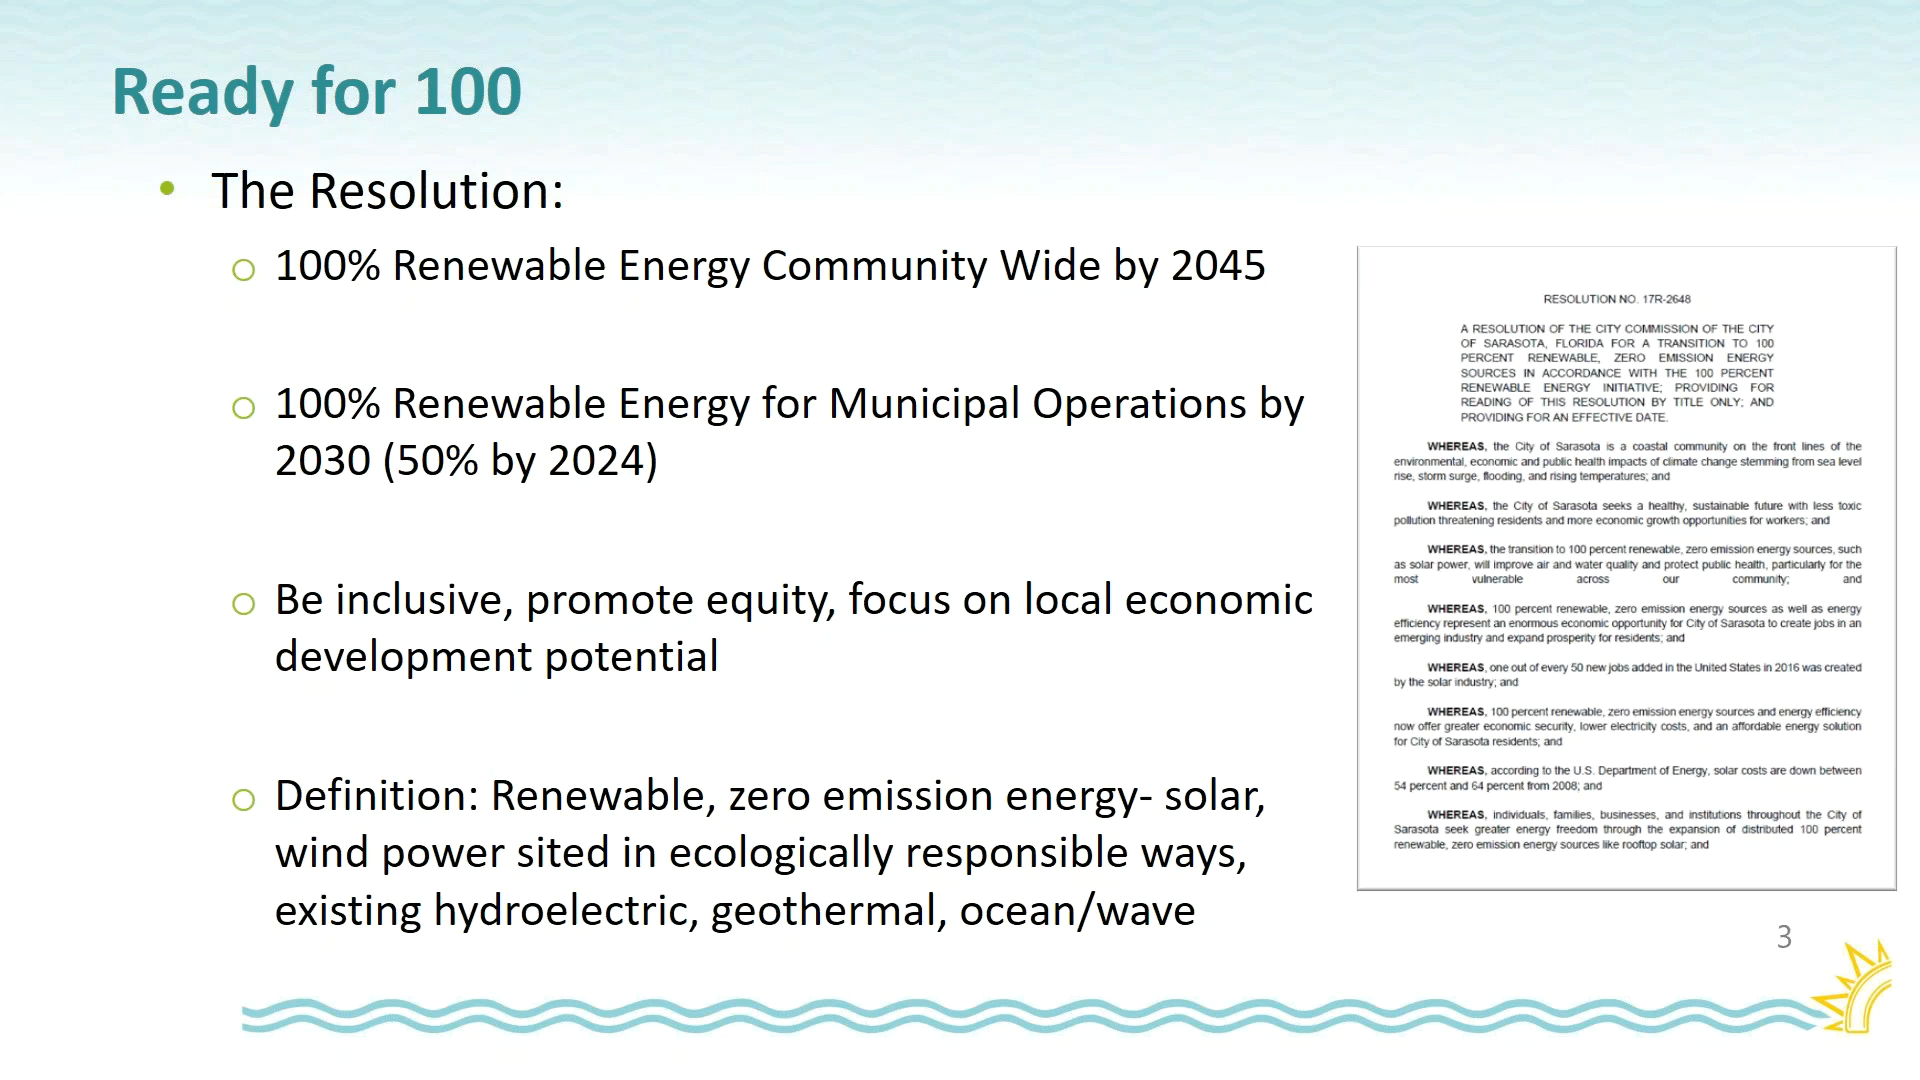 Ready for 100
• The Resolution:
o 100% Renewable Energy Community Wide by 2045
o 100% Renewable Energy for Municipal Operations by
2030 (50% by 2024)
o Be inclusive, promote equity, focus on local economic
development potential
o Definition: Renewable, zero emission energy- solar,
wind power sited in ecologically responsible ways,
existing hydroelectric, geothermal, ocean/wave
RESOLUTION NO. 17R-2648
A RESOLUTION OF THE CITY COMMISSION OF THE CITY
OF SARASOTA, FLORIDA FOR A TRANSITION TO 100
PERCENT RENEWABLE, ZERO EMISSION ENERGY
SOURCES IN ACCORDANCE WITH THE 100 PERCENT
RENEWABLE ENERGY INITIATIVE; PROVIDING FOR
READING OF THIS RESOLUTION BY TITLE ONLY; AND
PROVIDING FOR AN EFFECTIVE DATE.
WHEREAS, the City of Sarasota is a coastal community on the front lines of the
environmental, economic and public health impacts of climate change stemming from sea level
rise, storm surge, flooding, and rising temperatures; and
WHEREAS, the City of Sarasota seeks a healthy, sustainable future with less toxic
pollution threatening residents and more economic growth opportunities for workers; and
WHEREAS, the transition to 100 percent renewable, zero emission energy sources, such
as solar power, will improve air and water quality and protect public health, particularly for the
most vulnerable across our community; and
WHEREAS, 100 percent renewable, zero emission energy sources as well as energy
efficiency represent an enormous economic opportunity for City of Sarasota to create jobs in an
emerging industry and expand prosperity for residents; and
WHEREAS, one out of every 50 new jobs added in the United States in 2016 was created
by the solar industry; and
WHEREAS, 100 percent renewable, zero emission energy sources and energy efficiency
now offer greater economic security, lower electricity costs, and an affordable energy solution
for City of Sarasota residents; and
WHEREAS, according to the U.S. Department of Energy, solar costs are down between
54 percent and 64 percent from 2008; and
WHEREAS, individuals, families, businesses, and institutions throughout the City of
Sarasota seek greater energy freedom through the expansion of distributed 100 percent
renewable, zero emission energy sources like rooftop solar; and
3